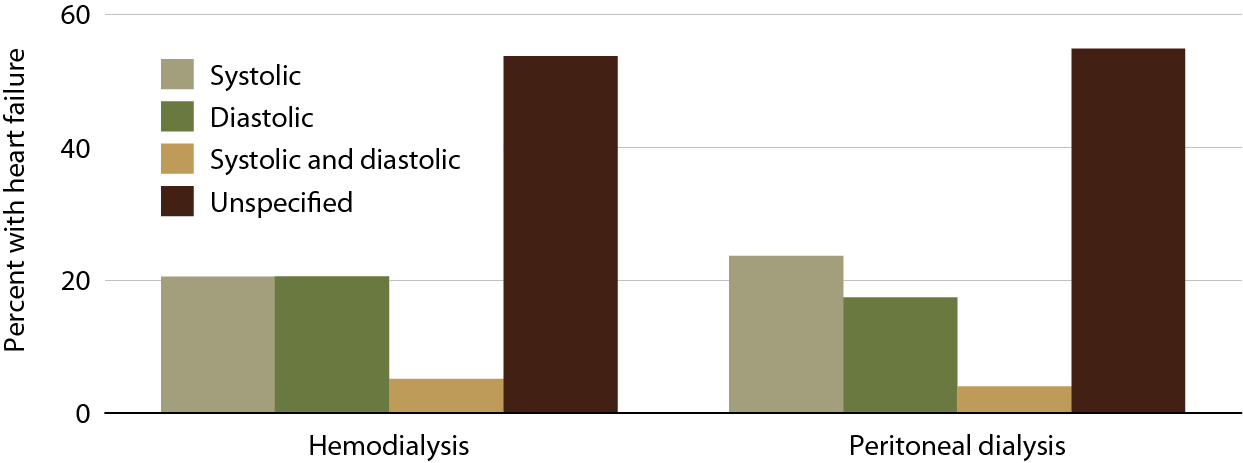 Percent with heart failure
60
40
20
0
Systolic
Diastolic
Systolic and diastolic
Unspecified
Hemodialysis
Peritoneal dialysis